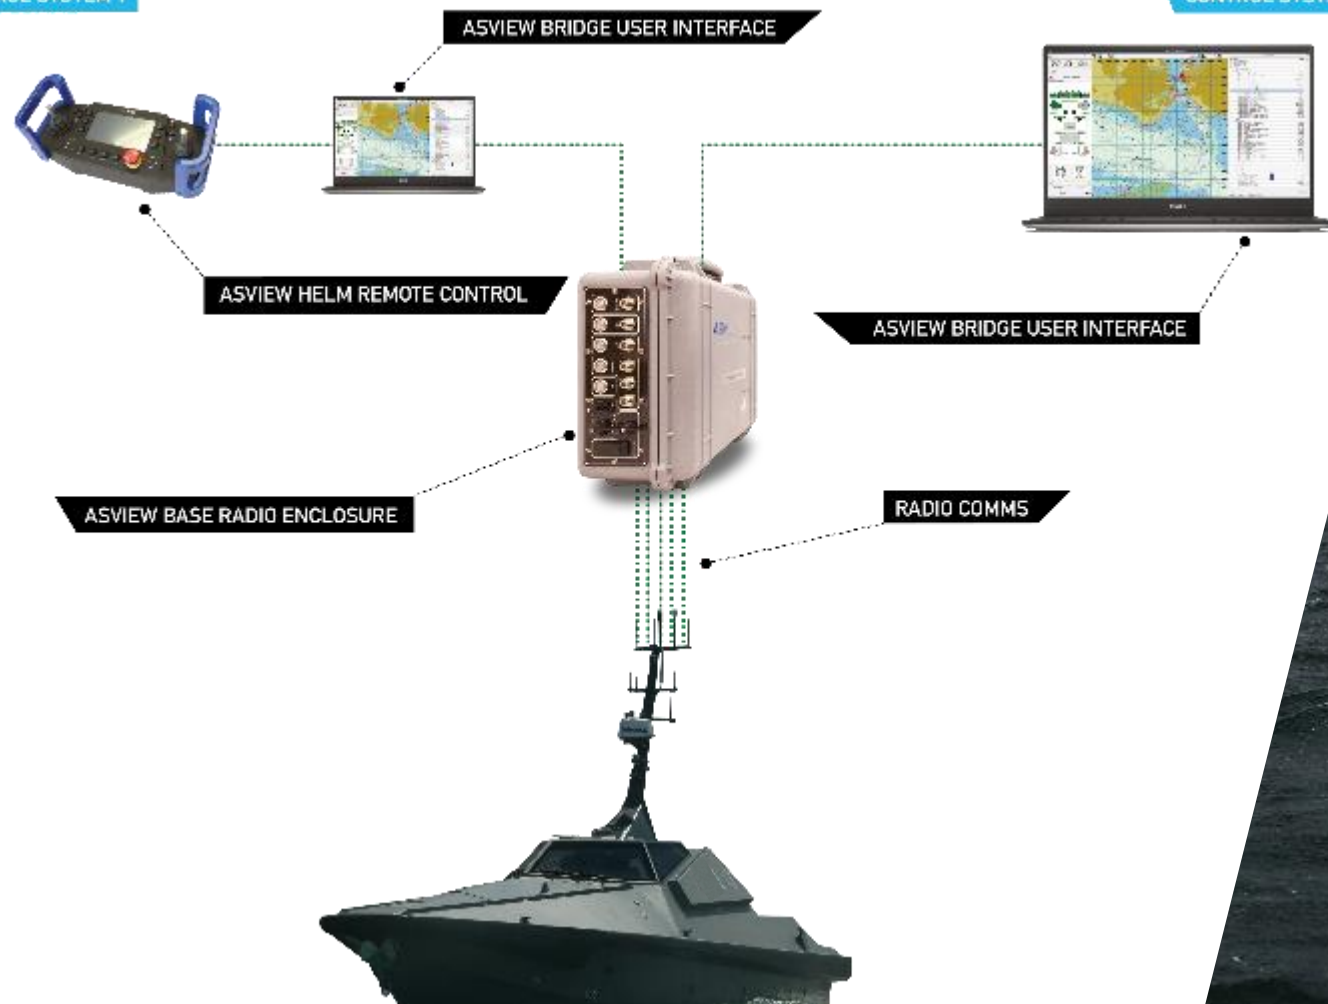 ASVIEW BRIDGE USER INTERFACE
ASVIEW HELM REMOTE CONTROL
ASVIEW BRIDGE USER INTERFACE
ASVIEW BASE RADIO ENCLOSURE
RADIO COMMS